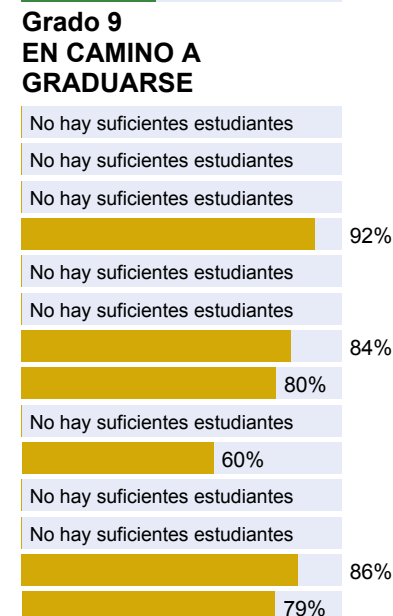 Grado 9
EN CAMINO A
GRADUARSE
No hay suficientes estudiantes
No hay suficientes estudiantes
No hay suficientes estudiantes
92%
No hay suficientes estudiantes
No hay suficientes estudiantes
84%
80%
No hay suficientes estudiantes
60%
No hay suficientes estudiantes
No hay suficientes estudiantes
86%
79%